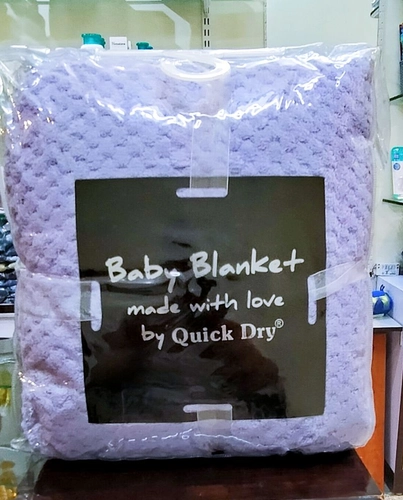 Baby Blanket
made with love
by Quick Dry®